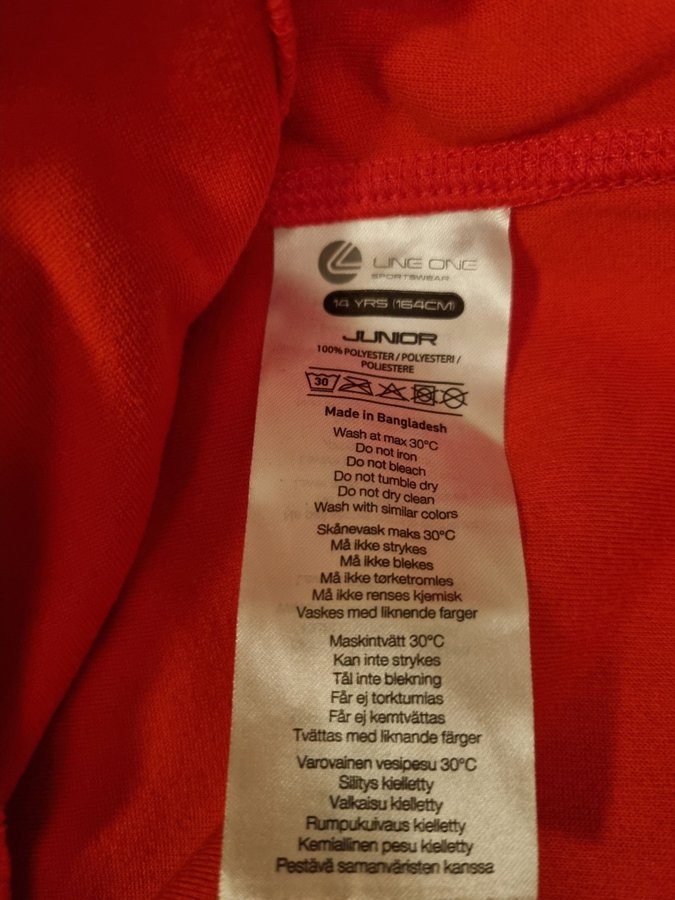 LINE ONE
SPORTSWEAR
14 YRS (164CM)
JUNIOR
100% POLYESTER / POLYESTERI /
POLIESTERE
30
Made in Bangladesh
Wash at max 30°C
Do not iron
Do not bleach
Do not tumble dry
Do not dry clean
Wash with similar colors
Skånevask maks 30°C
Må ikke strykes
Må ikke blekes
Må ikke tørketromles
Må ikke renses kjemisk
Vaskes med liknende farger
Maskintvätt 30°C
Kan inte strykes
Tål inte blekning
Får ej torktumlas
Får ej kemtvättas
Tvättas med liknande färger
Varovainen vesipesu 30°C
Silitys kielletty
Valkaisu kielletty
Rumpukuivaus kielletty
Kemiallinen pesu kielletty
Pestävä samanväristen kanssa